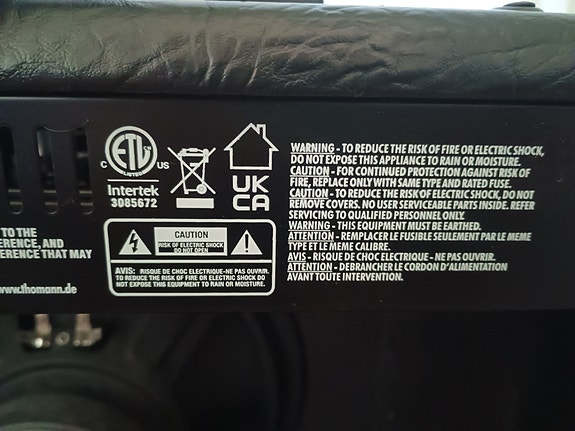 C ETL CM US
LISTED
Intertek
3085672
UK
CA
TO THE
ERENCE, AND
FERENCE THAT MAY
www.thomann.de
CAUTION
RISK OF ELECTRIC SHOCK
DO NOT OPEN
AVIS: RISQUE DE CHOC ELECTRIQUE-NE PAS OUVRIR.
TO REDUCE THE RISK OF FIRE OR ELECTRIC SHOCK DO
NOT EXPOSE THIS EQUIPMENT TO RAIN OR MOISTURE.
WARNING - TO REDUCE THE RISK OF FIRE OR ELECTRIC SHOCK,
DO NOT EXPOSE THIS APPLIANCE TO RAIN OR MOISTURE.
CAUTION - FOR CONTINUED PROTECTION AGAINST RISK OF
FIRE, REPLACE ONLY WITH SAME TYPE AND RATED FUSE.
CAUTION - TO REDUCE THE RISK OF ELECTRIC SHOCK, DO NOT
REMOVE COVERS. NO USER SERVICEABLE PARTS INSIDE. REFER
SERVICING TO QUALIFIED PERSONNEL ONLY.
WARNING - THIS EQUIPMENT MUST BE EARTHED.
ATTENTION - REMPLACER LE FUSIBLE SEULEMENT PAR LE MEME
TYPE ET LE MEME CALIBRE.
AVIS - RISQUE DE CHOC ELECTRIQUE - NE PAS OUVRIR.
ATTENTION - DEBRANCHER LE CORDON D'ALIMENTATION
AVANT TOUTE INTERVENTION.